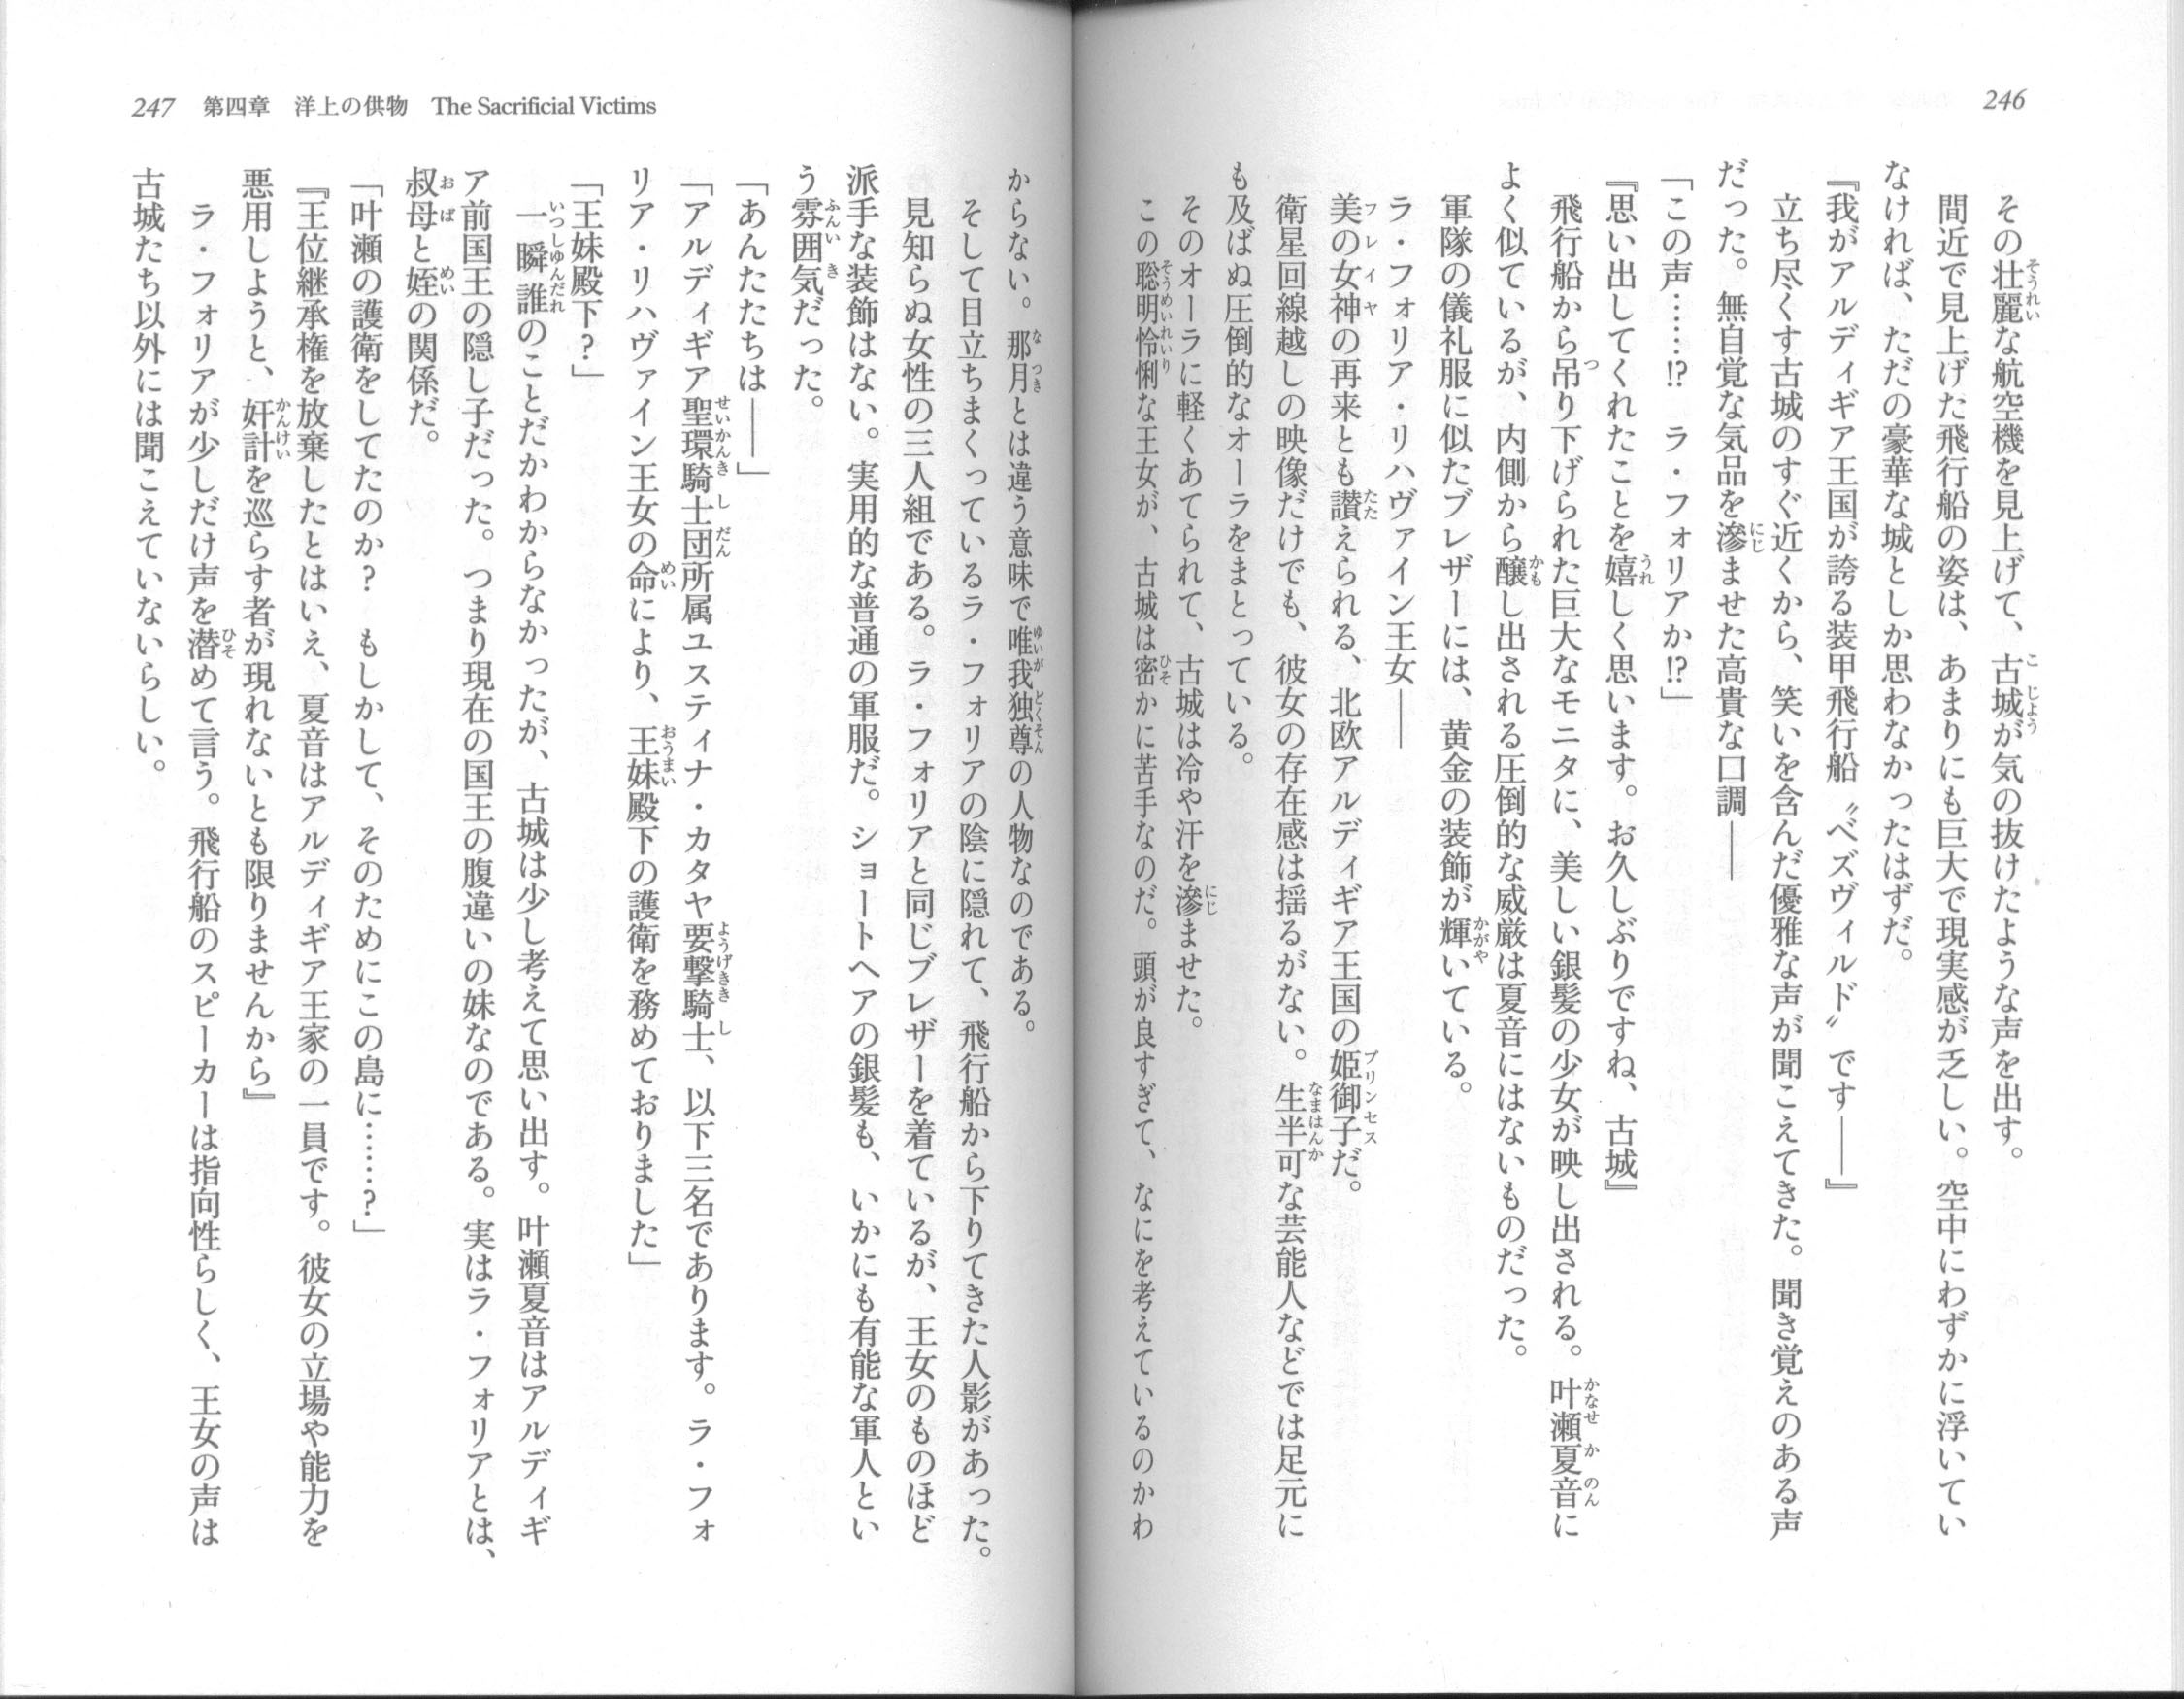 246
その壮麗な航空機を見上げて、古城が気の抜けたような声を出す。
間近で見上げた飛行船の姿は、あまりにも巨大で現実感が乏しい。空中にわずかに浮いてい
なければ、ただの豪華な城としか思わなかったはずだ。
『我がアルディギア王国が誇る装甲飛行船〝ベズヴィルド〟です――』
立ち尽くす古城のすぐ近くから、笑いを含んだ優雅な声が聞こえてきた。聞き覚えのある声
だった。無自覚な気品を滲ませた高貴な口調――
「この声……!?　ラ・フォリアか!?」
『思い出してくれたことを嬉しく思います。お久しぶりですね、古城』
飛行船から吊り下げられた巨大なモニタに、美しい銀髪の少女が映し出される。叶瀬夏音に
よく似ているが、内側から醸し出される圧倒的な威厳は夏音にはないものだった。
軍隊の儀礼服に似たブレザーには、黄金の装飾が輝いている。
ラ・フォリア・リハヴァイン王女――
美の女神の再来とも讃えられる、北欧アルディギア王国の姫御子だ。
衛星回線越しの映像だけでも、彼女の存在感は揺るがない。生半可な芸能人などでは足元に
も及ばぬ圧倒的なオーラをまとっている。
そのオーラに軽くあてられて、古城は冷や汗を滲ませた。
この聡明怜悧な王女が、古城は密かに苦手なのだ。頭が良すぎて、なにを考えているのかわ
247　第四章　洋上の供物　The Sacrificial Victims
からない。那月とは違う意味で唯我独尊の人物なのである。
そして目立ちまくっているラ・フォリアの陰に隠れて、飛行船から下りてきた人影があった。
見知らぬ女性の三人組である。ラ・フォリアと同じブレザーを着ているが、王女のものほど
派手な装飾はない。実用的な普通の軍服だ。ショートヘアの銀髪も、いかにも有能な軍人とい
う雰囲気だった。
「あんたたちは――」
「アルディギア聖環騎士団所属ユスティナ・カタヤ要撃騎士、以下三名であります。ラ・フォ
リア・リハヴァイン王女の命により、王妹殿下の護衛を務めておりました」
「王妹殿下？」
一瞬誰のことだかわからなかったが、古城は少し考えて思い出す。叶瀬夏音はアルディギ
ア前国王の隠し子だった。つまり現在の国王の腹違いの妹なのである。実はラ・フォリアとは、
叔母と姪の関係だ。
「叶瀬の護衛をしてたのか？　もしかして、そのためにこの島に……？」
『王位継承権を放棄したとはいえ、夏音はアルディギア王家の一員です。彼女の立場や能力を
悪用しようと、奸計を巡らす者が現れないとも限りませんから』
ラ・フォリアが少しだけ声を潜めて言う。飛行船のスピーカーは指向性らしく、王女の声は
古城たち以外には聞こえていないらしい。